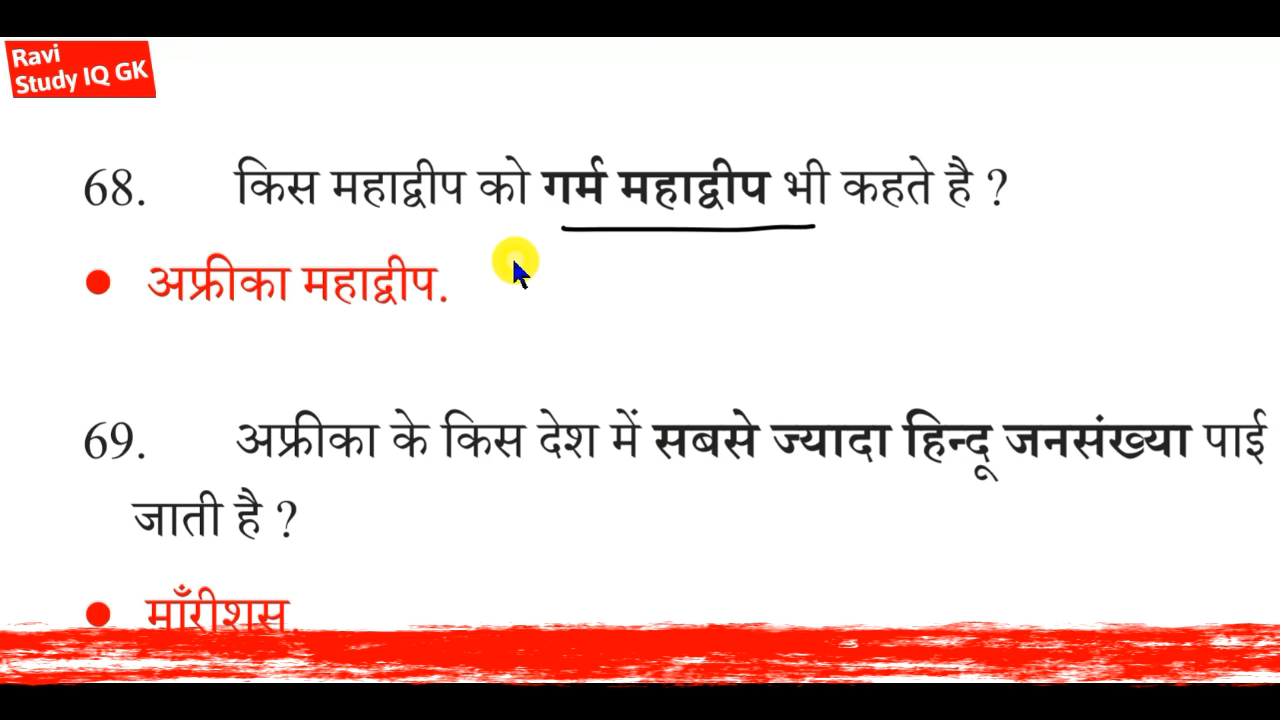 Ravi
Study IQ GK
68. किस महाद्वीप को गर्म महाद्वीप भी कहते है ?
● अफ्रीका महाद्वीप.
69. अफ्रीका के किस देश में सबसे ज्यादा हिन्दू जनसंख्या पाई
जाती है ?
● माँरीशस.